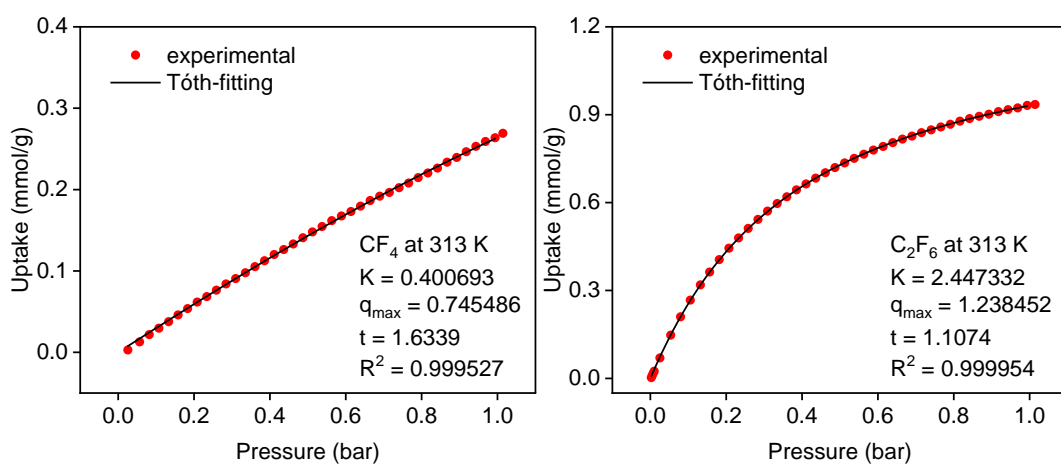 0.4
0.3
0.2
0.1
0.0
Uptake (mmol/g)
experimental
Tóth-fitting
CF₄ at 313 K
K = 0.400693
qₘₐₓ = 0.745486
t = 1.6339
R² = 0.999527
0.0 0.2 0.4 0.6 0.8 1.0
Pressure (bar)
1.2
0.9
0.6
0.3
0.0
Uptake (mmol/g)
experimental
Tóth-fitting
C₂F₆ at 313 K
K = 2.447332
qₘₐₓ = 1.238452
t = 1.1074
R² = 0.999954
0.0 0.2 0.4 0.6 0.8 1.0
Pressure (bar)